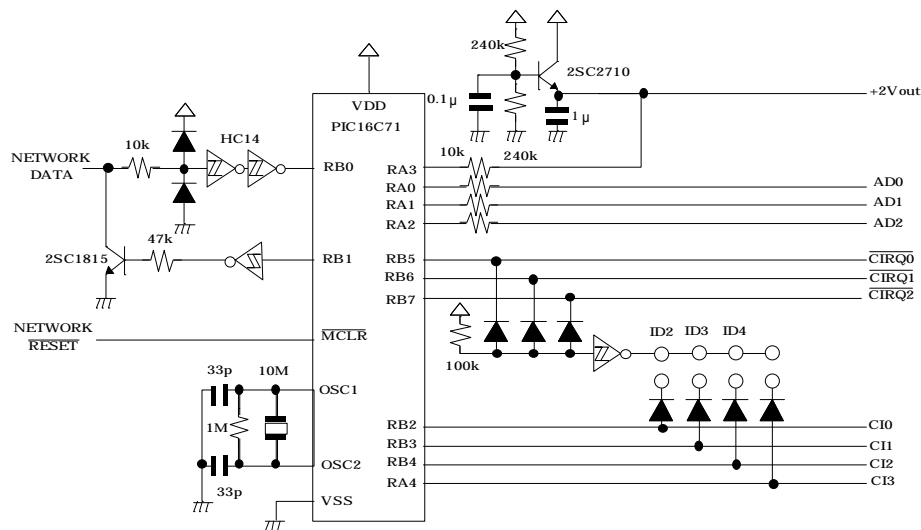 240k
2SC2710
0.1μ
1μ
+2Vout
VDD
PIC16C71
HC14
10k
NETWORK
DATA
RB0
10k
240k
RA3
RA0
AD0
RA1
AD1
RA2
AD2
47k
2SC1815
RB1
RB5
CIRQ0
RB6
CIRQ1
RB7
CIRQ2
NETWORK
RESET
MCLR
100k
ID2
ID3
ID4
33p
10M
OSC1
1M
OSC2
33p
VSS
RB2
CI0
RB3
CI1
RB4
CI2
RA4
CI3